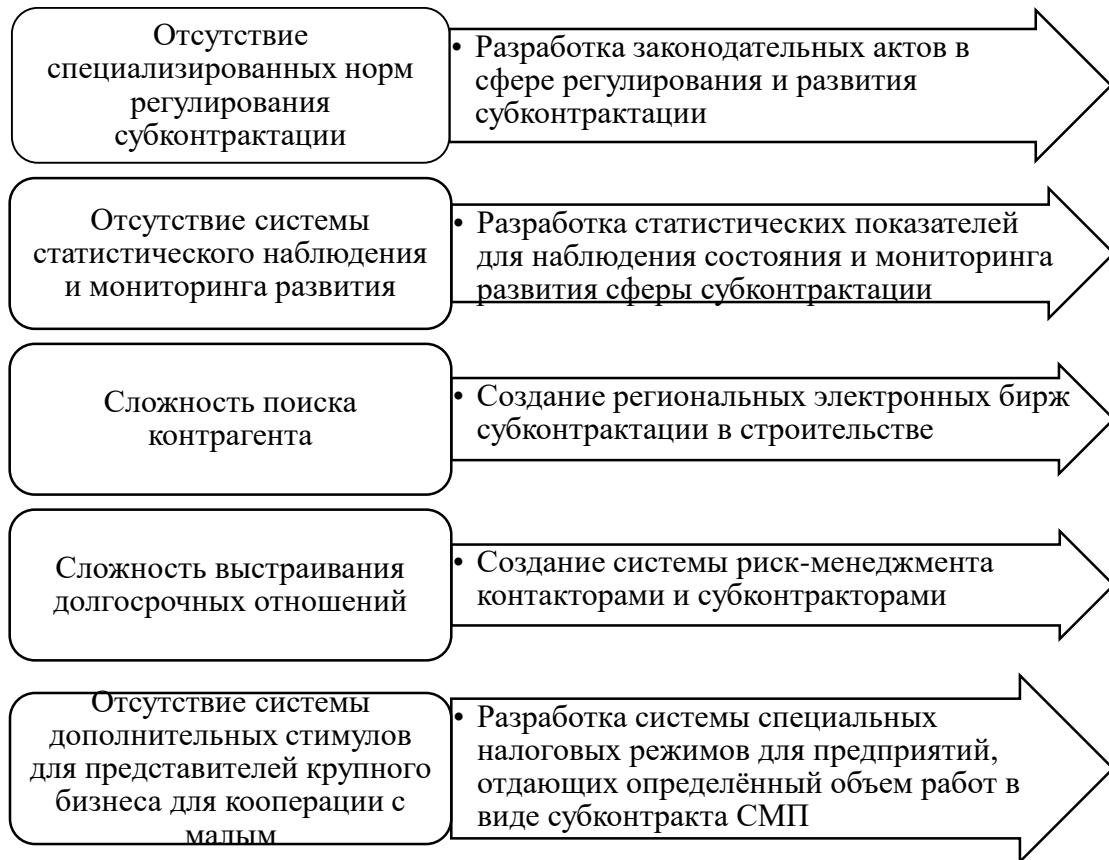 Отсутствие
специализированных норм
регулирования
субконтрактации
• Разработка законодательных актов в
сфере регулирования и развития
субконтрактации
Отсутствие системы
статистического наблюдения
и мониторинга развития
• Разработка статистических показателей
для наблюдения состояния и мониторинга
развития сферы субконтрактации
Сложность поиска
контрагента
• Создание региональных электронных бирж
субконтрактации в строительстве
Сложность выстраивания
долгосрочных отношений
• Создание системы риск-менеджмента
контакторами и субконтракторами
Отсутствие системы
дополнительных стимулов
для представителей крупного
бизнеса для кооперации с
малым
• Разработка системы специальных
налоговых режимов для предприятий,
отдающих определённый объем работ в
виде субконтракта СМП